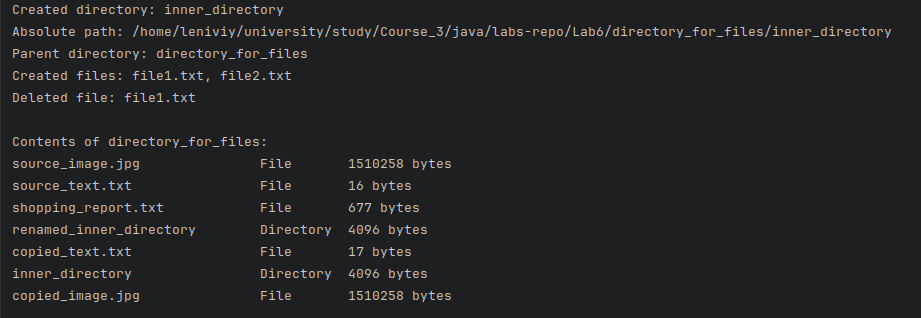 Created directory: inner_directory
Absolute path: /home/leniviy/university/study/Course_3/java/labs-repo/Lab6/directory_for_files/inner_directory
Parent directory: directory_for_files
Created files: file1.txt, file2.txt
Deleted file: file1.txt
Contents of directory_for_files:
source_image.jpg File 1510258 bytes
source_text.txt File 16 bytes
shopping_report.txt File 677 bytes
renamed_inner_directory Directory 4096 bytes
copied_text.txt File 17 bytes
inner_directory Directory 4096 bytes
copied_image.jpg File 1510258 bytes